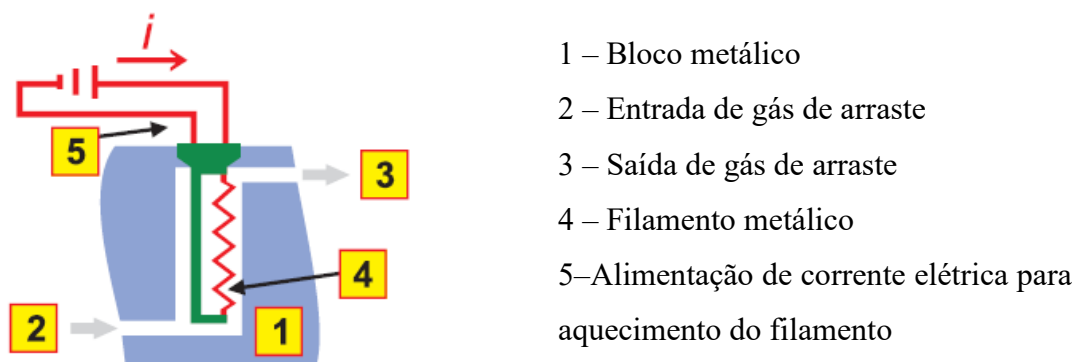 i
5
3
4
2
1
1 – Bloco metálico
2 – Entrada de gás de arraste
3 – Saída de gás de arraste
4 – Filamento metálico
5–Alimentação de corrente elétrica para
aquecimento do filamento